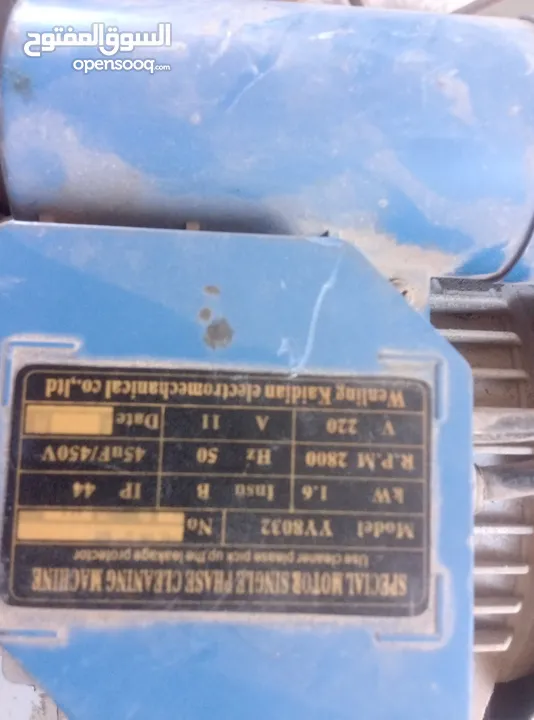 السوق المفتوح
opensooq.com
SPECIAL MOTOR SINGLE PHASE CLEANING MACHINE
Use cleaner please pick up,the leakage protector
Model YY8032 No
kW 1.6 Insu B IP 44
R.P.M 2800 Hz 50 45uF/450V
V 220 A 11 Date
Wenling Kaidian electromechanical co.,ltd